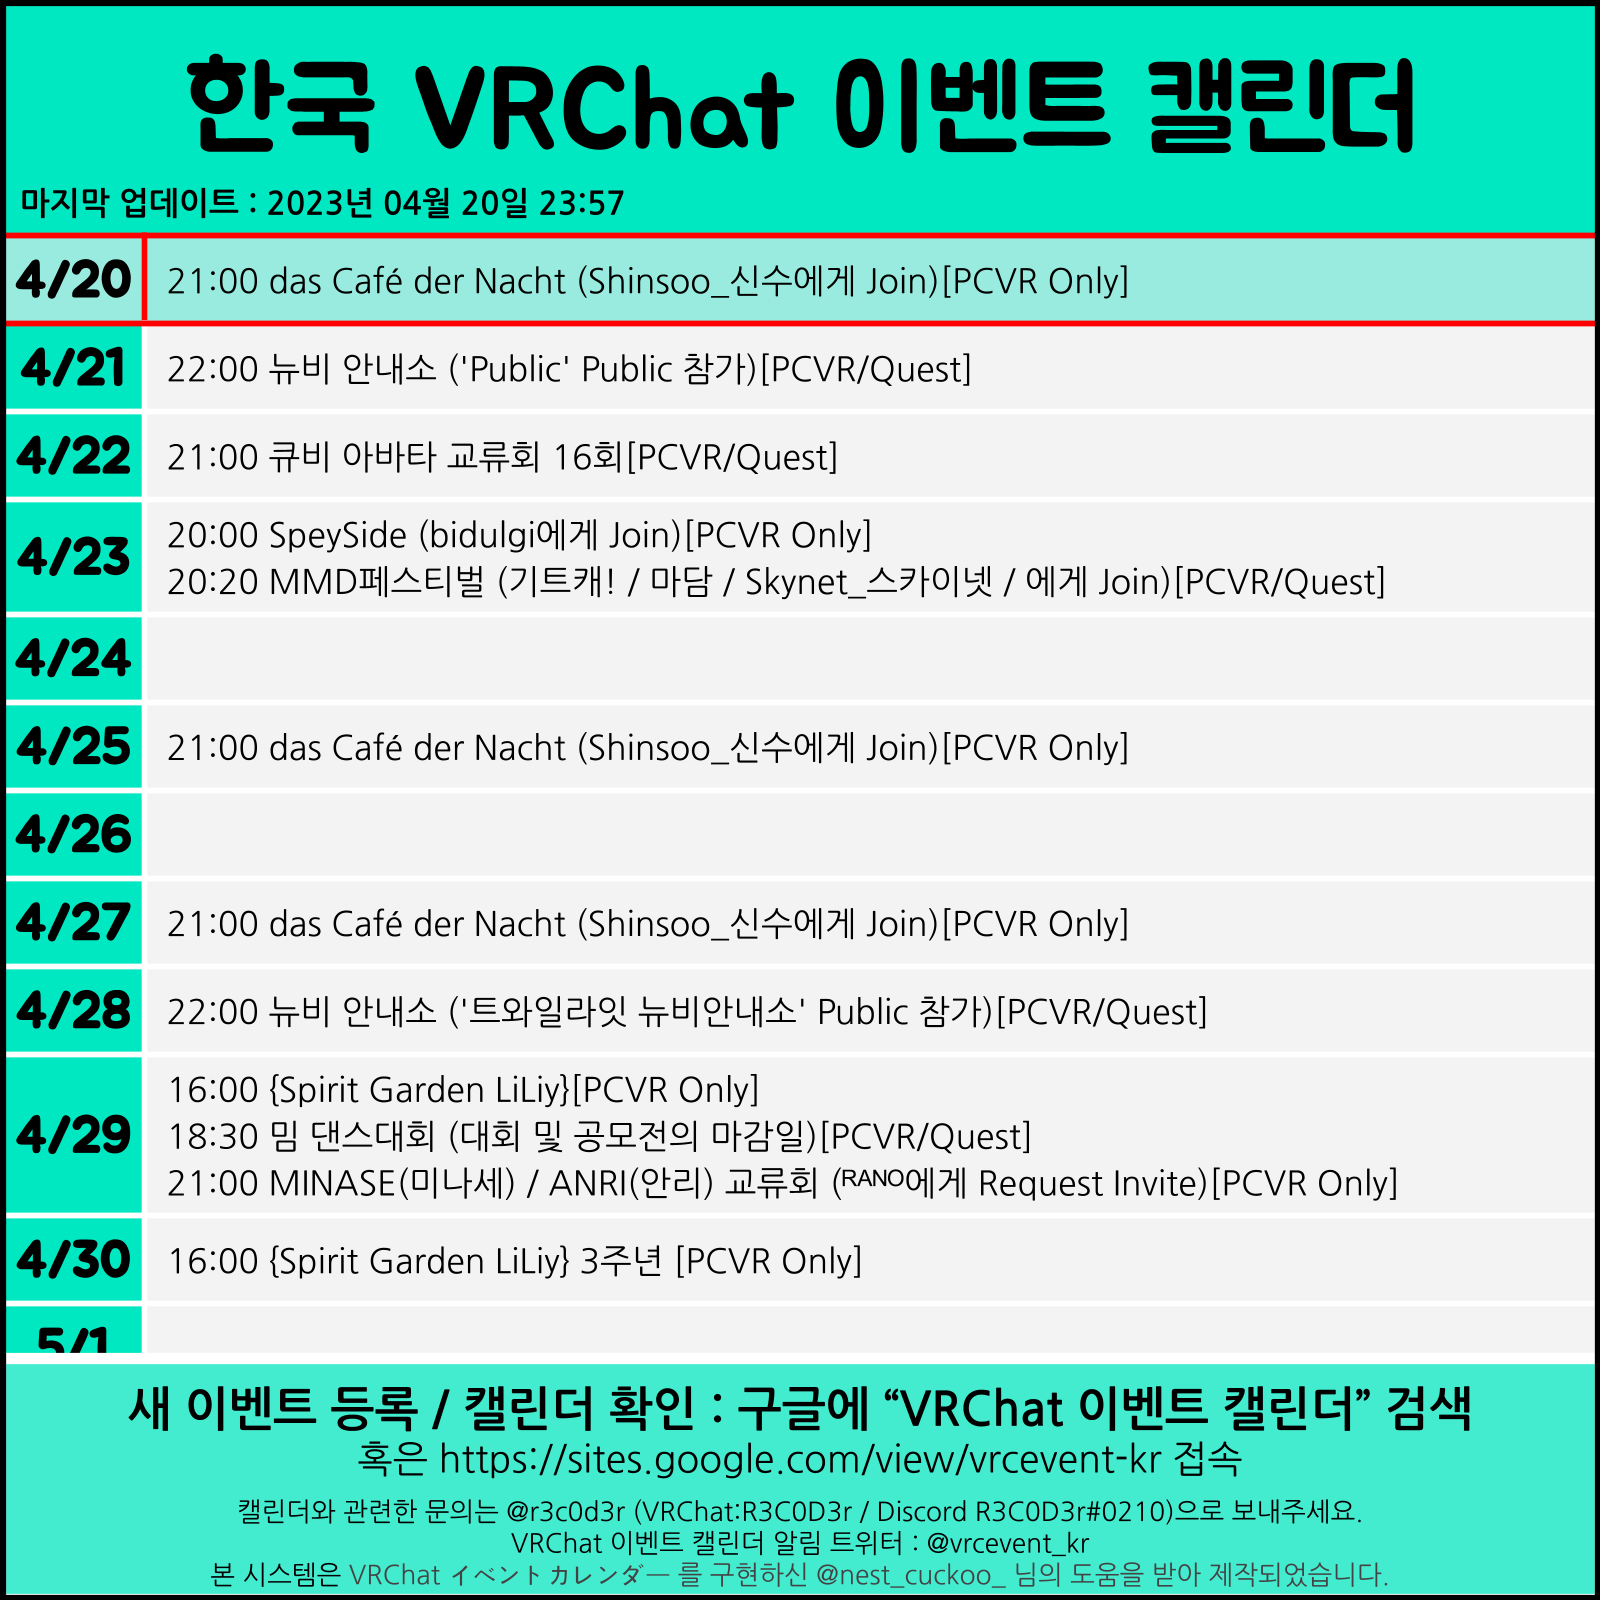 한국 VRChat 이벤트 캘린더
마지막 업데이트 : 2023년 04월 20일 23:57
4/20 21:00 das Café der Nacht (Shinsoo_신수에게 Join)[PCVR Only]
4/21 22:00 뉴비 안내소 ('Public' Public 참가)[PCVR/Quest]
4/22 21:00 큐비 아바타 교류회 16회[PCVR/Quest]
4/23 20:00 SpeySide (bidulgi에게 Join)[PCVR Only]
20:20 MMD페스티벌 (기트캐! / 마담 / Skynet_스카이넷 / 에게 Join)[PCVR/Quest]
4/24
4/25 21:00 das Café der Nacht (Shinsoo_신수에게 Join)[PCVR Only]
4/26
4/27 21:00 das Café der Nacht (Shinsoo_신수에게 Join)[PCVR Only]
4/28 22:00 뉴비 안내소 ('트와일라잇 뉴비안내소' Public 참가)[PCVR/Quest]
4/29 16:00 {Spirit Garden LiLiy}[PCVR Only]
18:30 밈 댄스대회 (대회 및 공모전의 마감일)[PCVR/Quest]
21:00 MINASE(미나세) / ANRI(안리) 교류회 (ᴿᴬᴺᴼ에게 Request Invite)[PCVR Only]
4/30 16:00 {Spirit Garden LiLiy} 3주년 [PCVR Only]
5/1
새 이벤트 등록 / 캘린더 확인 : 구글에 “VRChat 이벤트 캘린더” 검색
혹은 https://sites.google.com/view/vrcevent-kr 접속
캘린더와 관련한 문의는 @r3c0d3r (VRChat:R3C0D3r / Discord R3C0D3r#0210)으로 보내주세요.
VRChat 이벤트 캘린더 알림 트위터 : @vrcevent_kr
본 시스템은 VRChat イベントカレンダー 를 구현하신 @nest_cuckoo_ 님의 도움을 받아 제작되었습니다.